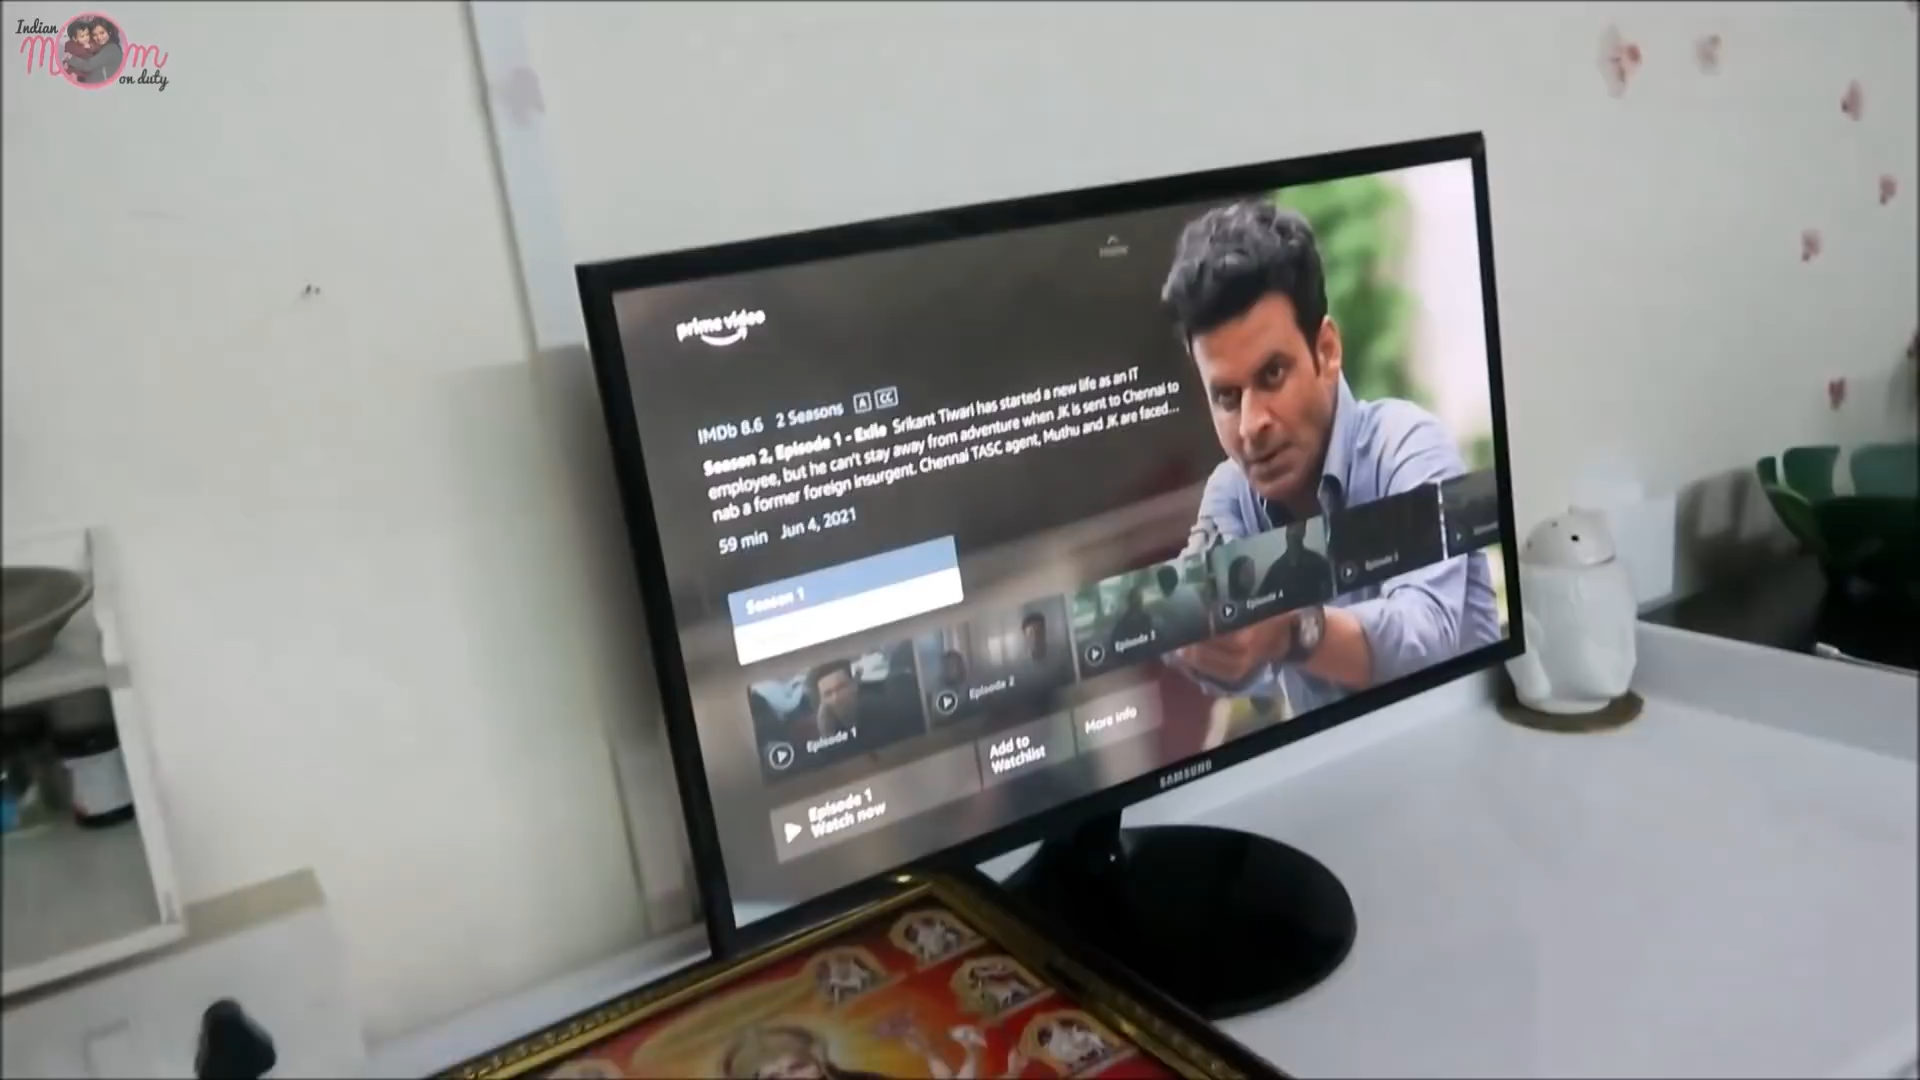 Indian
Mom
on duty
prime video
Home
IMDb 8.6 2 Seasons A CC
Season 2, Episode 1 - Exile Srikant Tiwari has started a new life as an IT
employee, but he can't stay away from adventure when JK is sent to Chennai to
nab a former foreign insurgent. Chennai TASC agent, Muthu and JK are faced...
59 min Jun 4, 2021
Season 1
Episode 1
Episode 2
Episode 3
Episode 4
Episode 5
Episode 1
Watch now
Add to
Watchlist
More info
SAMSUNG